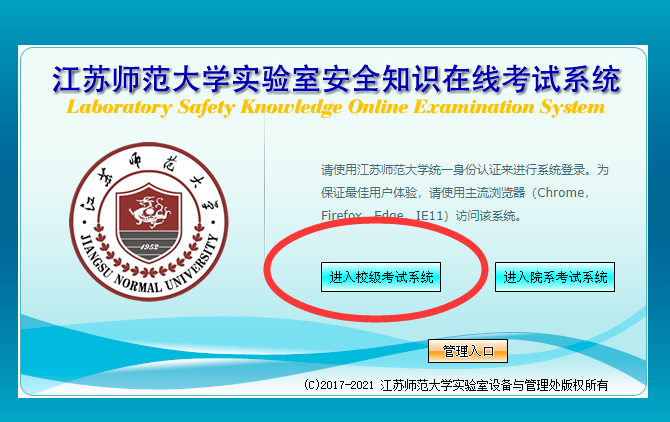 江苏师范大学实验室安全知识在线考试系统
Laboratory Safety Knowledge Online Examination System
江苏师范大学
1952
JIANGSU NORMAL UNIVERSITY
请使用江苏师范大学统一身份认证来进行系统登录。为
保证最佳用户体验，请使用主流浏览器（Chrome，
Firefox，Edge，IE11）访问该系统。
进入校级考试系统
进入院系考试系统
管理入口
(C)2017-2021 江苏师范大学实验室设备与管理处版权所有